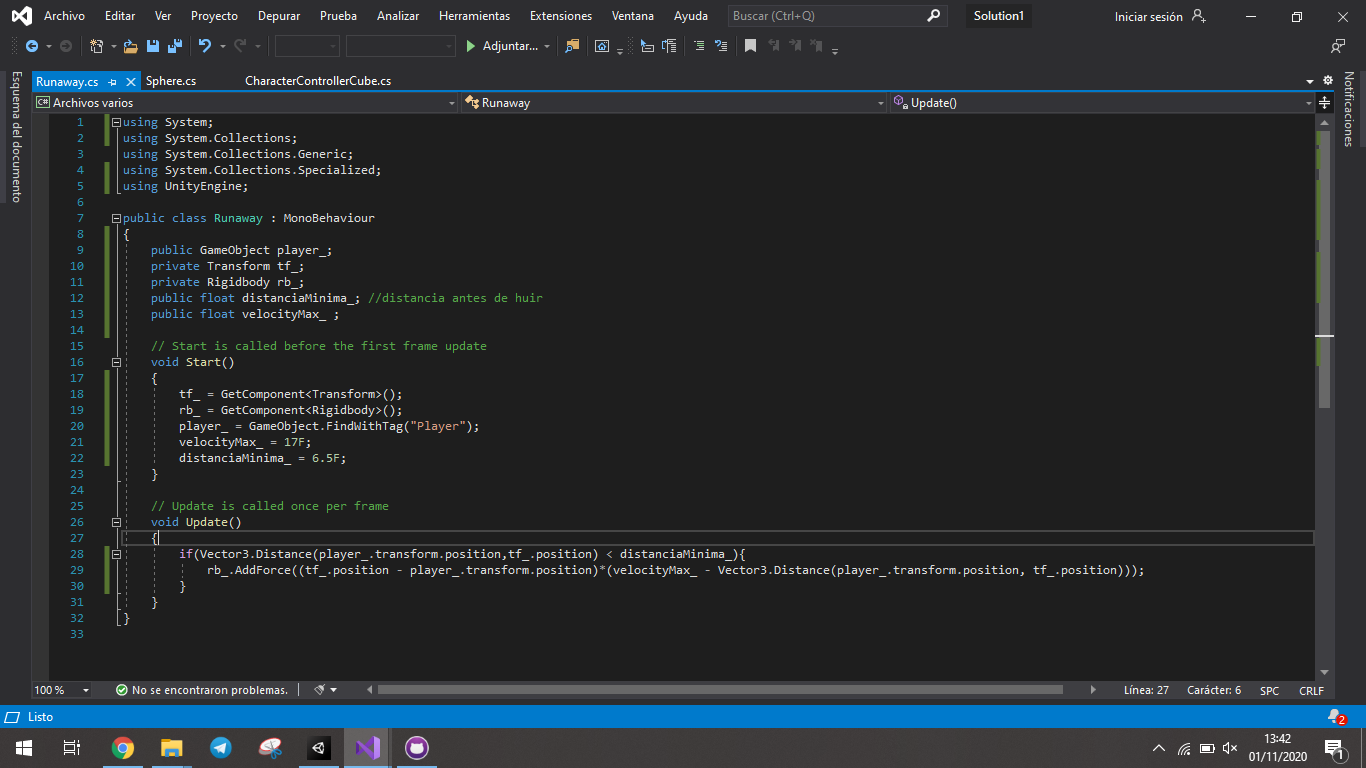 Archivo Editar Ver Proyecto Depurar Prueba Analizar Herramientas Extensiones Ventana Ayuda Buscar (Ctrl+Q) Solution1 Iniciar sesión
Adjuntar...
Runaway.cs Sphere.cs CharacterControllerCube.cs
C# Archivos varios Runaway Update()
Esquema del documento
Notificaciones
1 using System;
2 using System.Collections;
3 using System.Collections.Generic;
4 using System.Collections.Specialized;
5 using UnityEngine;
6
7 public class Runaway : MonoBehaviour
8 {
9 public GameObject player_;
10 private Transform tf_;
11 private Rigidbody rb_;
12 public float distanciaMinima_; //distancia antes de huir
13 public float velocityMax_ ;
14
15 // Start is called before the first frame update
16 void Start()
17 {
18 tf_ = GetComponent<Transform>();
19 rb_ = GetComponent<Rigidbody>();
20 player_ = GameObject.FindWithTag("Player");
21 velocityMax_ = 17F;
22 distanciaMinima_ = 6.5F;
23 }
24
25 // Update is called once per frame
26 void Update()
27 {
28 if(Vector3.Distance(player_.transform.position,tf_.position) < distanciaMinima_){
29 rb_.AddForce((tf_.position - player_.transform.position)*(velocityMax_ - Vector3.Distance(player_.transform.position, tf_.position)));
30 }
31 }
32 }
33
100 % No se encontraron problemas. Línea: 27 Carácter: 6 SPC CRLF
Listo 2
13:42
01/11/2020 1